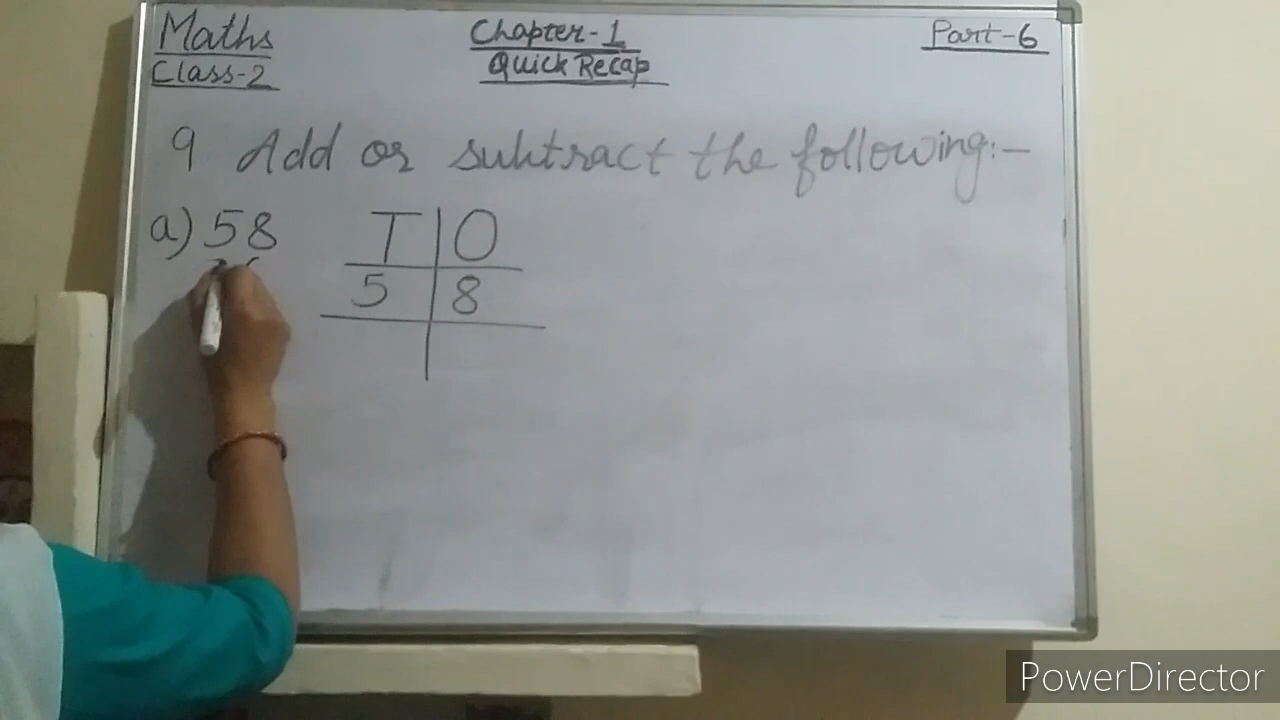 Maths
Class-2
Chapter-1
Quick Recap
Part-6
9 Add or subtract the following:-
a) 58
T O
5 8
PowerDirector